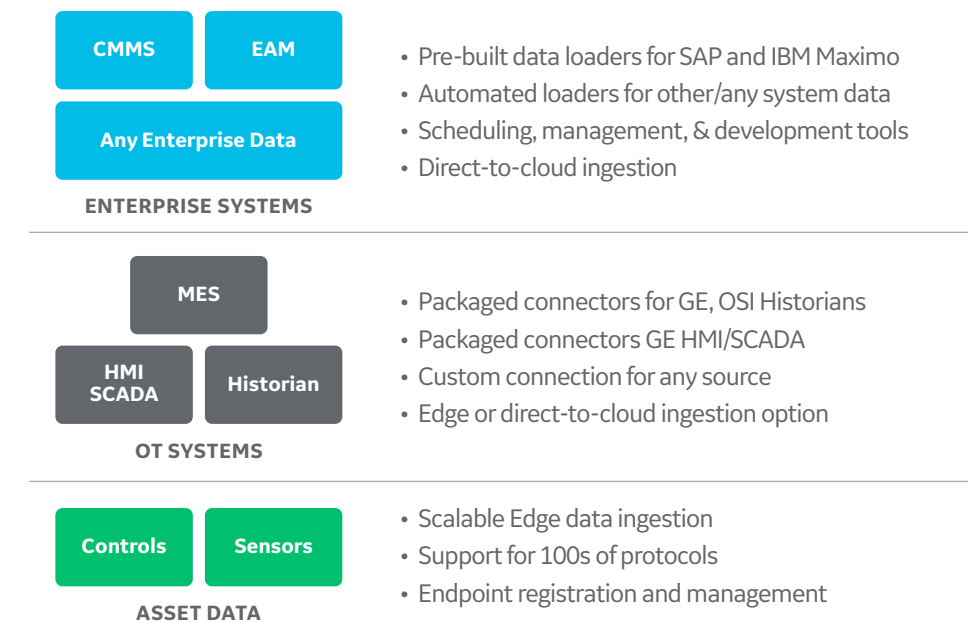 CMMS
EAM
Any Enterprise Data
ENTERPRISE SYSTEMS
• Pre-built data loaders for SAP and IBM Maximo
• Automated loaders for other/any system data
• Scheduling, management, & development tools
• Direct-to-cloud ingestion
MES
HMI
SCADA
Historian
OT SYSTEMS
• Packaged connectors for GE, OSI Historians
• Packaged connectors GE HMI/SCADA
• Custom connection for any source
• Edge or direct-to-cloud ingestion option
Controls
Sensors
ASSET DATA
• Scalable Edge data ingestion
• Support for 100s of protocols
• Endpoint registration and management